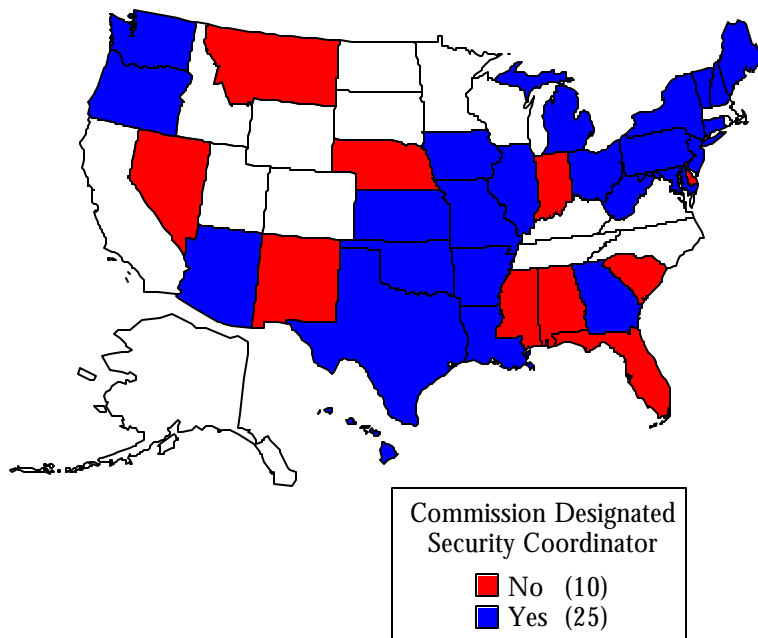 Commission Designated
Security Coordinator
No (10)
Yes (25)